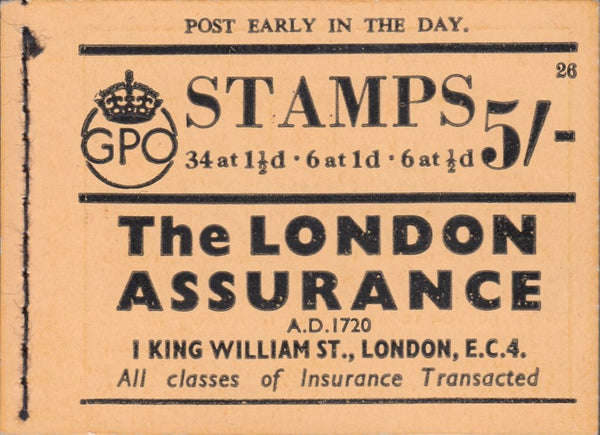 POST EARLY IN THE DAY.
26
GPO
STAMPS 5/-
34 at 1½d · 6 at 1d · 6 at ½d
The LONDON
ASSURANCE
A.D. 1720
1 KING WILLIAM ST., LONDON, E.C.4.
All classes of Insurance Transacted